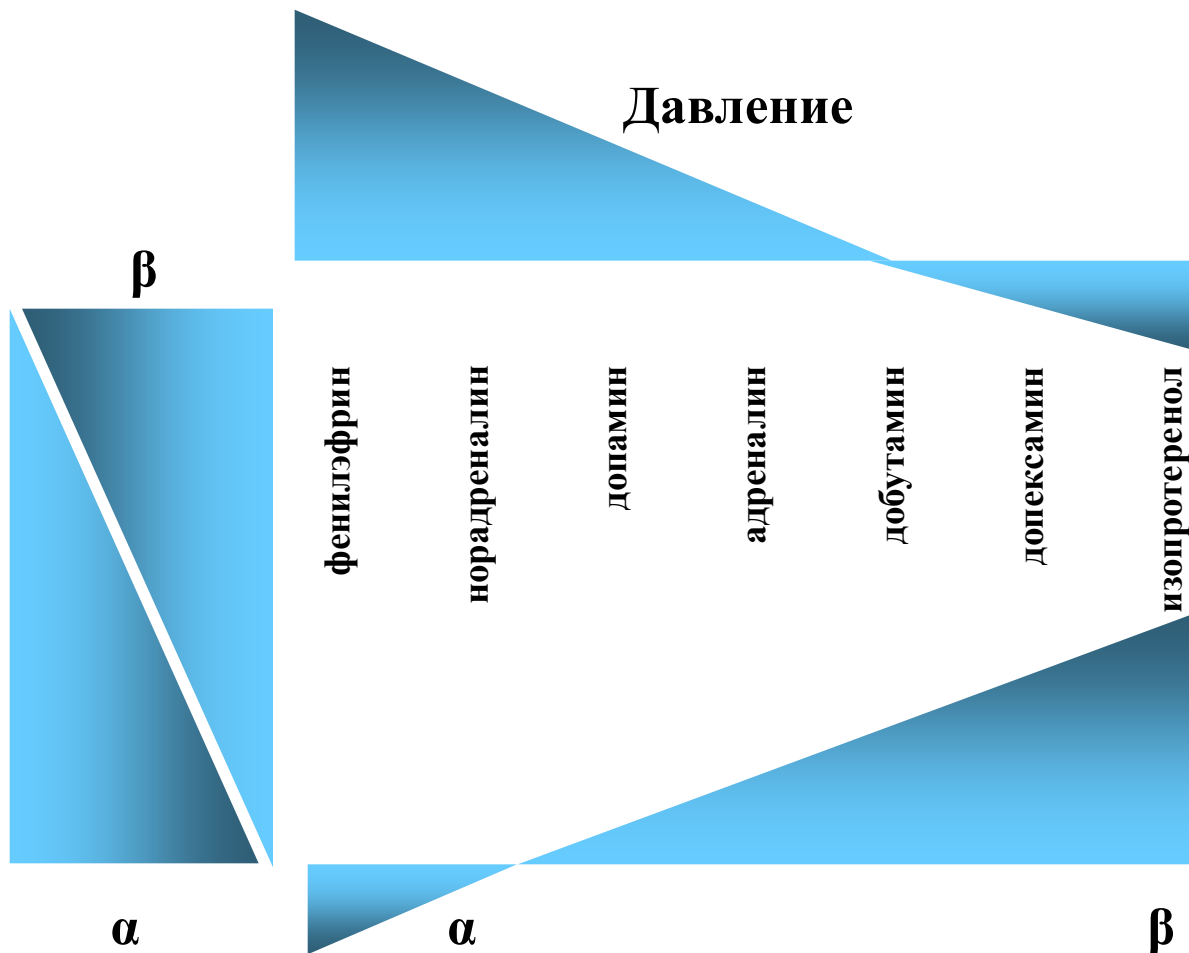 Давление
β
фенилэфрин
норадреналин
допамин
адреналин
добутамин
допексамин
изопротеренол
α
α
β